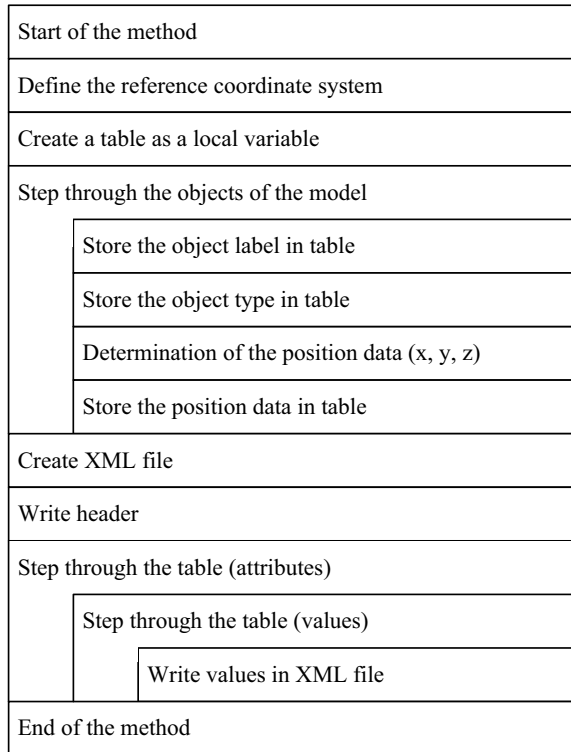 Start of the method
Define the reference coordinate system
Create a table as a local variable
Step through the objects of the model
Store the object label in table
Store the object type in table
Determination of the position data (x, y, z)
Store the position data in table
Create XML file
Write header
Step through the table (attributes)
Step through the table (values)
Write values in XML file
End of the method